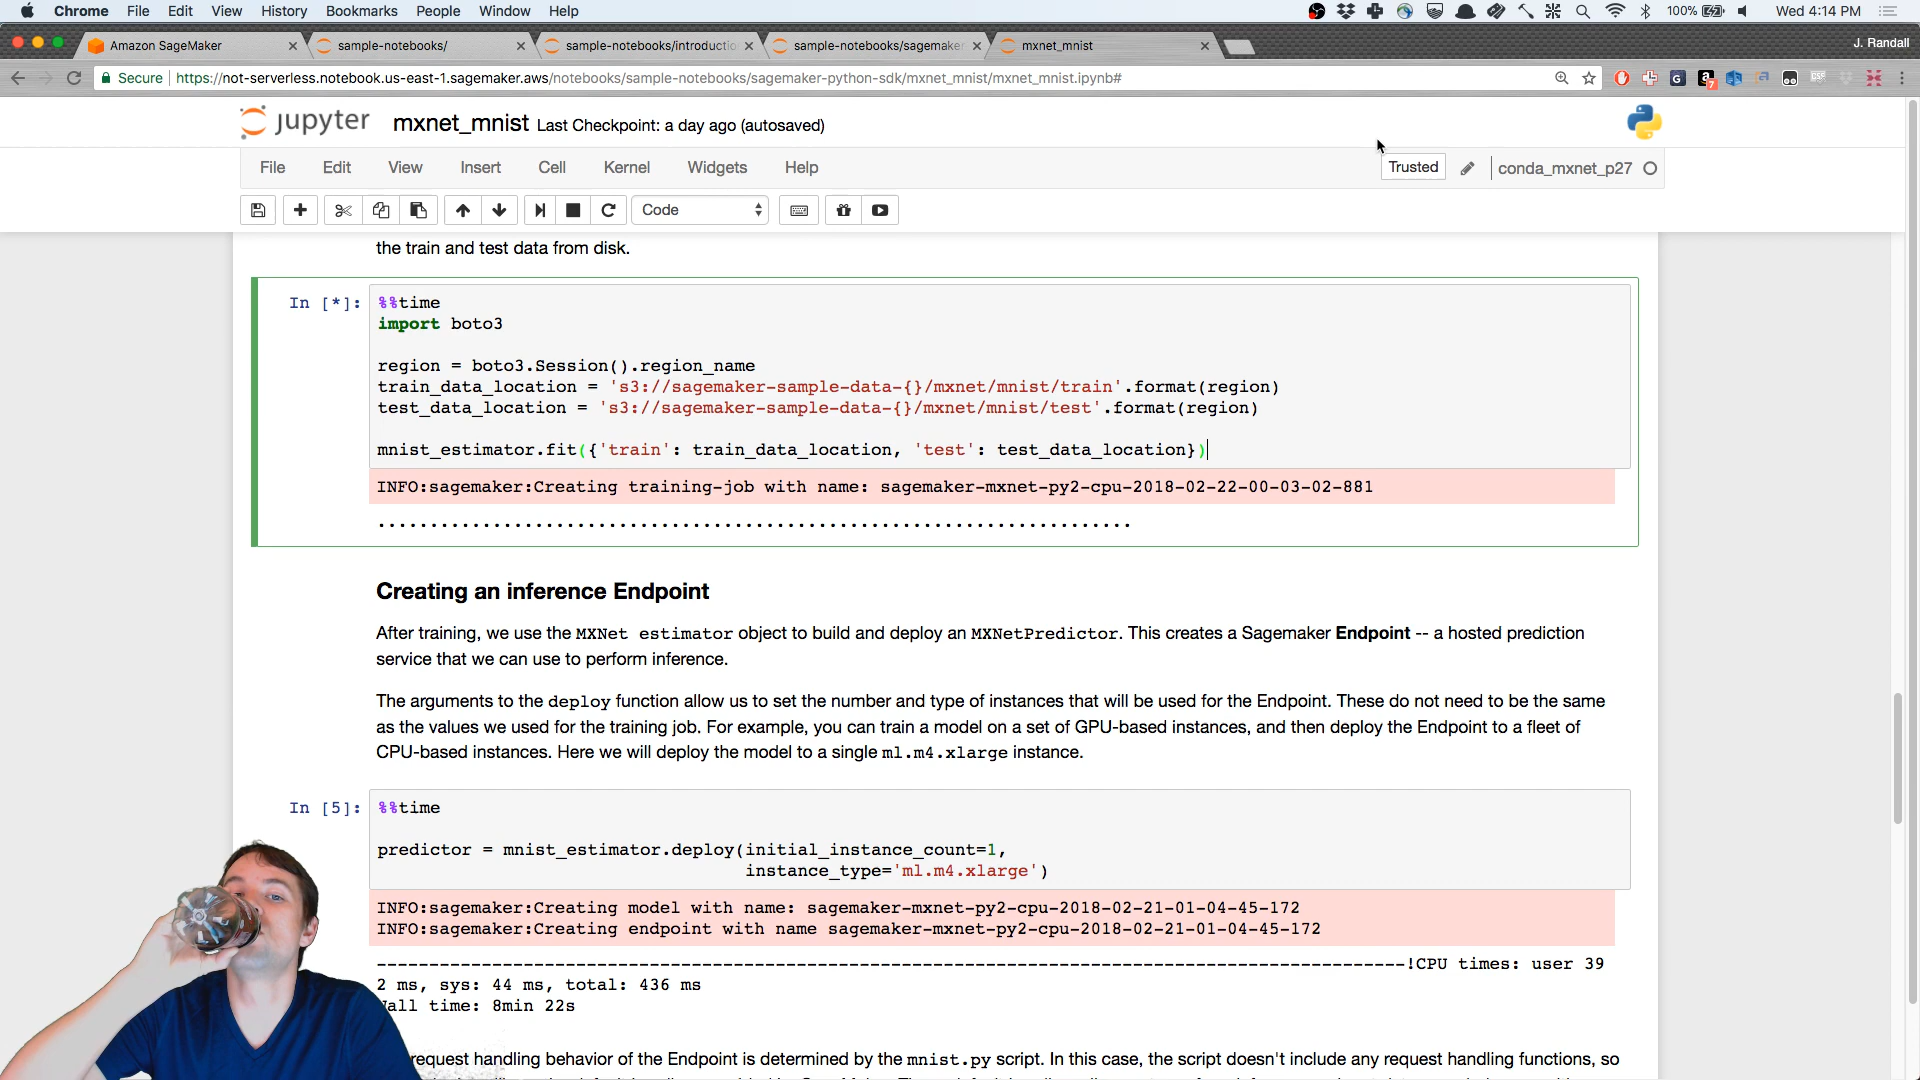 Chrome File Edit View History Bookmarks People Window Help 100% Wed 4:14 PM
Amazon SageMaker sample-notebooks/ sample-notebooks/introductio sample-notebooks/sagemaker mxnet_mnist J. Randall
Secure https://not-serverless.notebook.us-east-1.sagemaker.aws/notebooks/sample-notebooks/sagemaker-python-sdk/mxnet_mnist/mxnet_mnist.ipynb#
jupyter mxnet_mnist Last Checkpoint: a day ago (autosaved)
File Edit View Insert Cell Kernel Widgets Help Trusted conda_mxnet_p27
Code
the train and test data from disk.
In [*]: %%time
import boto3
region = boto3.Session().region_name
train_data_location = 's3://sagemaker-sample-data-{}/mxnet/mnist/train'.format(region)
test_data_location = 's3://sagemaker-sample-data-{}/mxnet/mnist/test'.format(region)
mnist_estimator.fit({'train': train_data_location, 'test': test_data_location})
INFO:sagemaker:Creating training-job with name: sagemaker-mxnet-py2-cpu-2018-02-22-00-03-02-881
........................................................................
Creating an inference Endpoint
After training, we use the MXNet estimator object to build and deploy an MXNetPredictor. This creates a Sagemaker Endpoint -- a hosted prediction
service that we can use to perform inference.
The arguments to the deploy function allow us to set the number and type of instances that will be used for the Endpoint. These do not need to be the same
as the values we used for the training job. For example, you can train a model on a set of GPU-based instances, and then deploy the Endpoint to a fleet of
CPU-based instances. Here we will deploy the model to a single ml.m4.xlarge instance.
In [5]: %%time
predictor = mnist_estimator.deploy(initial_instance_count=1,
instance_type='ml.m4.xlarge')
INFO:sagemaker:Creating model with name: sagemaker-mxnet-py2-cpu-2018-02-21-01-04-45-172
INFO:sagemaker:Creating endpoint with name sagemaker-mxnet-py2-cpu-2018-02-21-01-04-45-172
--------------------------------------------------------------------------------------------------!CPU times: user 39
2 ms, sys: 44 ms, total: 436 ms
all time: 8min 22s
request handling behavior of the Endpoint is determined by the mnist.py script. In this case, the script doesn't include any request handling functions, so